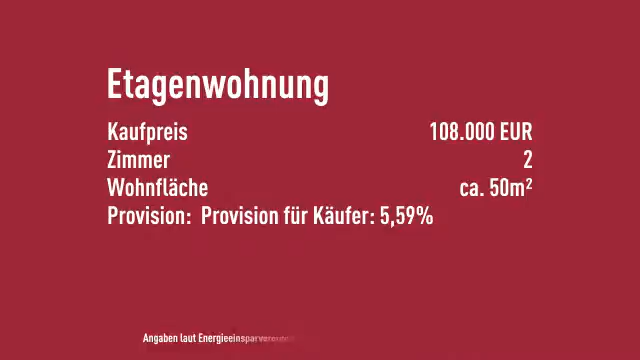 Etagenwohnung
Kaufpreis 108.000 EUR
Zimmer 2
Wohnfläche ca. 50m²
Provision: Provision für Käufer: 5,59%
Angaben laut